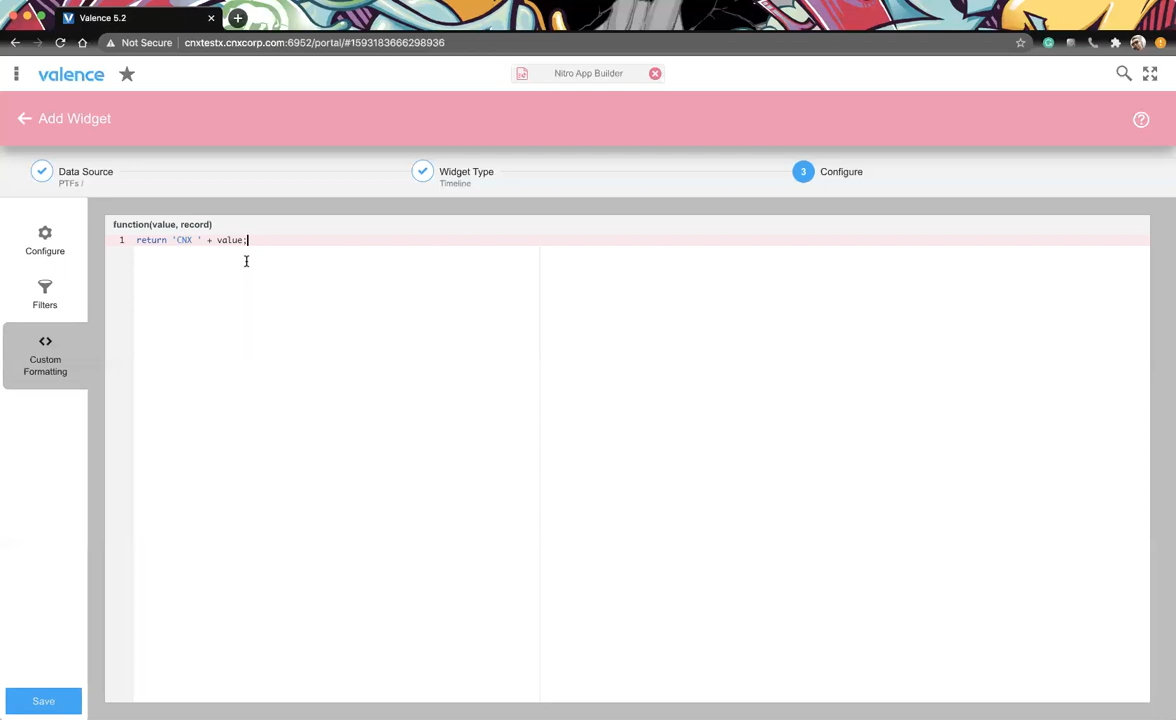 Valence 5.2
Not Secure
cnxtestx.cnxcorp.com:6952/portal/#1593183666298936
valence
Nitro App Builder
Add Widget
Data Source
PTFs /
Widget Type
Timeline
3
Configure
Configure
Filters
Custom
Formatting
function(value, record)
1 return 'CNX ' + value;
Save